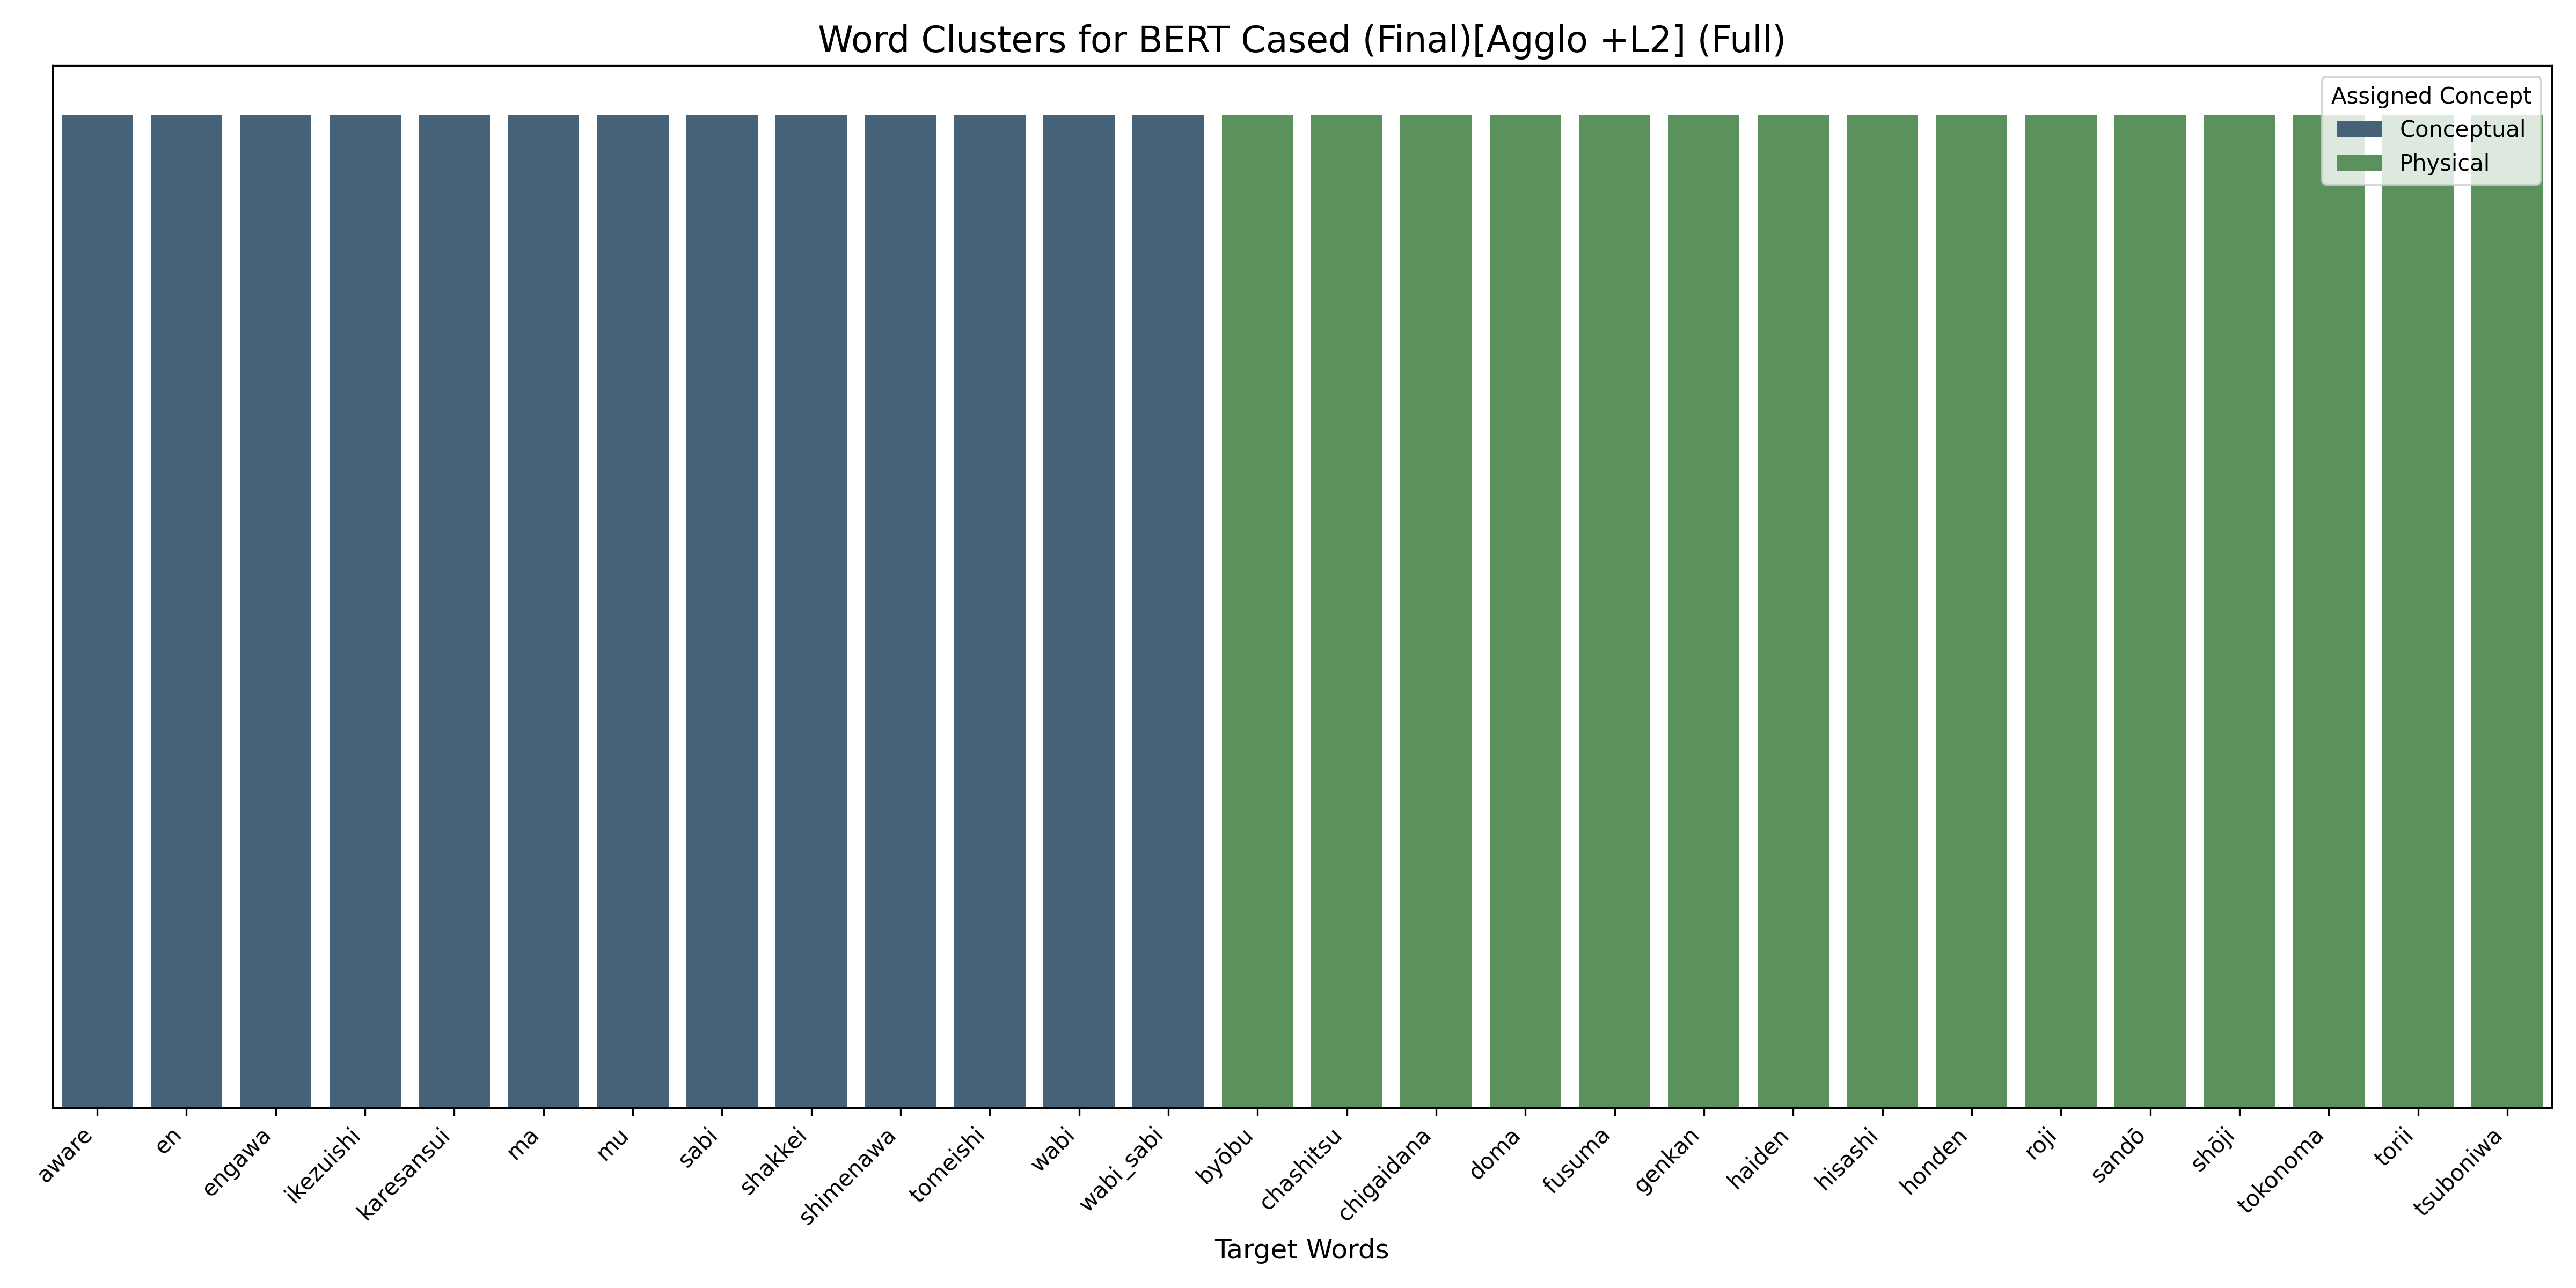 Word Clusters for BERT Cased (Final)[Agglo +L2] (Full)
Assigned Concept
Conceptual
Physical
aware
en
engawa
ikezuishi
karesansui
ma
mu
sabi
shakkei
shimenawa
tomeishi
wabi
wabi_sabi
byōbu
chashitsu
chigaidana
doma
fusuma
genkan
haiden
hisashi
honden
roji
sandō
shōji
tokonoma
torii
tsuboniwa
Target Words